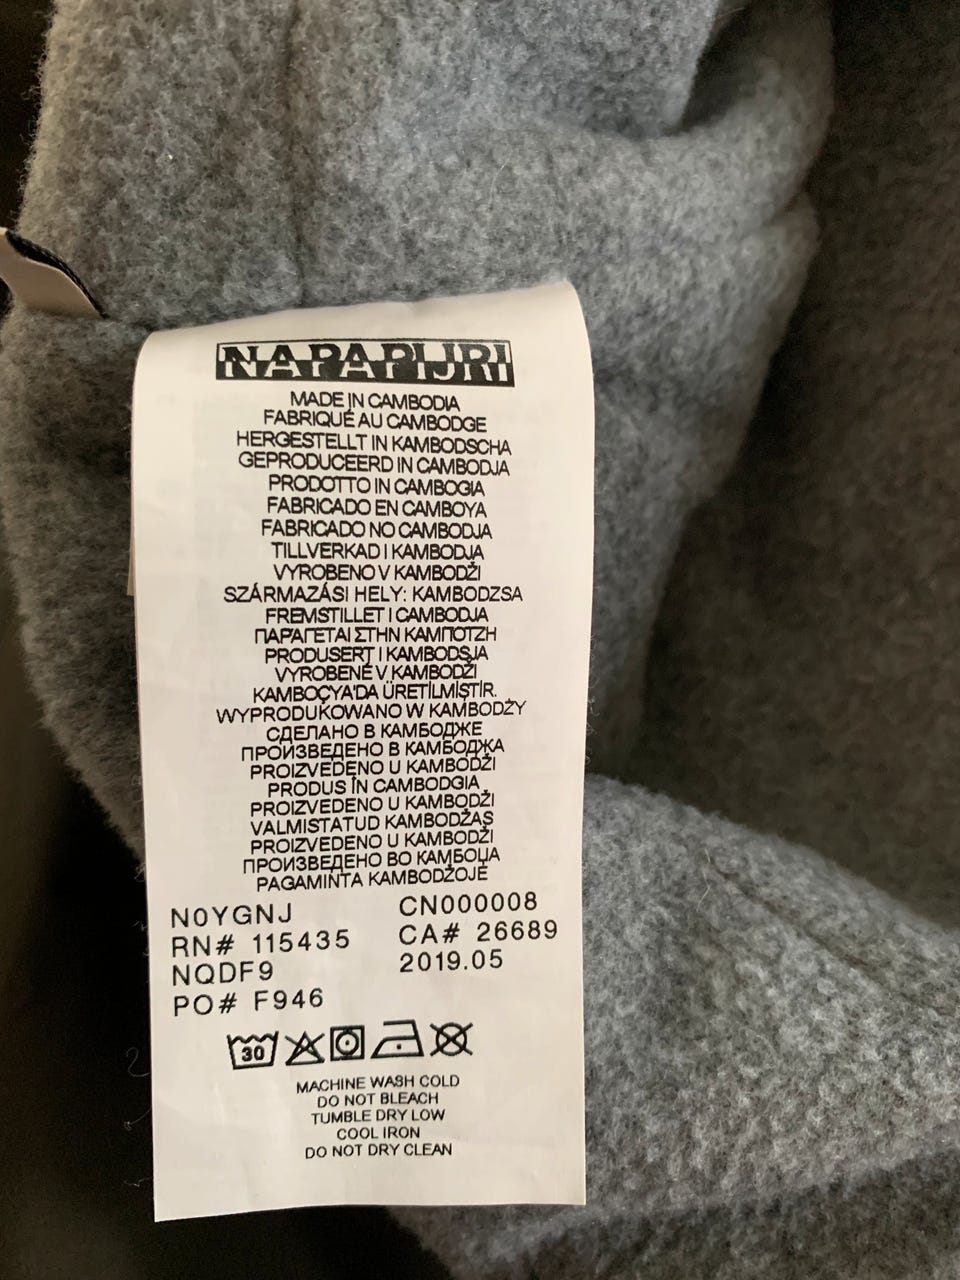 NAPAPIJRI
MADE IN CAMBODIA
FABRIQUÉ AU CAMBODGE
HERGESTELLT IN KAMBODSCHA
GEPRODUCEERD IN CAMBODJA
PRODOTTO IN CAMBOGIA
FABRICADO EN CAMBOYA
FABRICADO NO CAMBODJA
TILLVERKAD I KAMBODJA
VYROBENO V KAMBODŽI
SZÁRMAZÁSI HELY: KAMBODZSA
FREMSTILLET I CAMBODJA
ΠΑΡΑΓΕΤΑΙ ΣΤΗΝ ΚΑΜΠΟΤΖΗ
PRODUSERT I KAMBODSJA
VYROBENÉ V KAMBODŽI
KAMBOÇYA'DA ÜRETİLMİŞTİR.
WYPRODUKOWANO W KAMBODŻY
СДЕЛАНО В КАМБОДЖЕ
ПРОИЗВЕДЕНО В КАМБОДЖА
PROIZVEDENO U KAMBODŽI
PRODUS ÎN CAMBODGIA
PROIZVEDENO U KAMBODŽI
VALMISTATUD KAMBODŽAS
PROIZVEDENO U KAMBODŽI
ПРОИЗВЕДЕНО ВО КАМБОЏА
PAGAMINTA KAMBODŽOJE
N0YGNJ CN000008
RN# 115435 CA# 26689
NQDF9 2019.05
PO# F946
30
MACHINE WASH COLD
DO NOT BLEACH
TUMBLE DRY LOW
COOL IRON
DO NOT DRY CLEAN